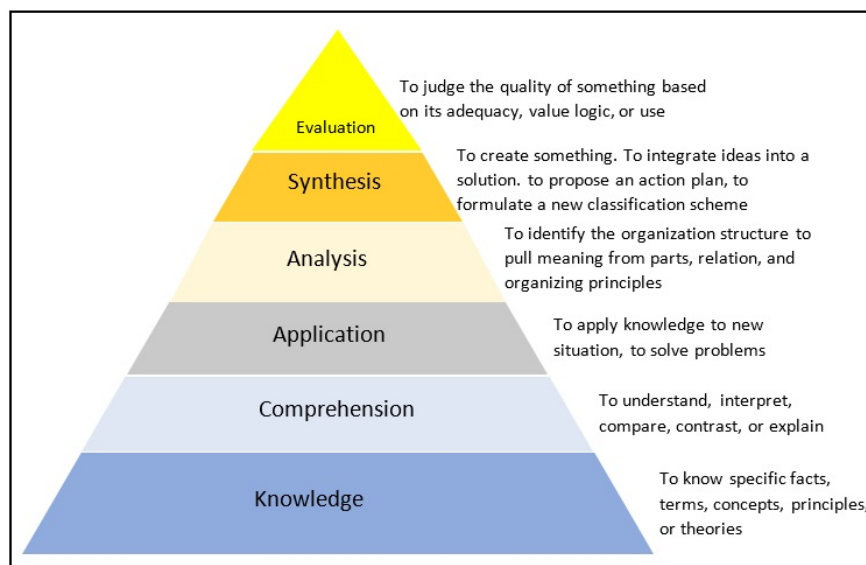 To judge the quality of something based
on its adequacy, value logic, or use
Evaluation
To create something. To integrate ideas into a
solution. to propose an action plan, to
formulate a new classification scheme
Synthesis
To identify the organization structure to
pull meaning from parts, relation, and
organizing principles
Analysis
To apply knowledge to new
situation, to solve problems
Application
To understand, interpret,
compare, contrast, or explain
Comprehension
To know specific facts,
terms, concepts, principles,
or theories
Knowledge